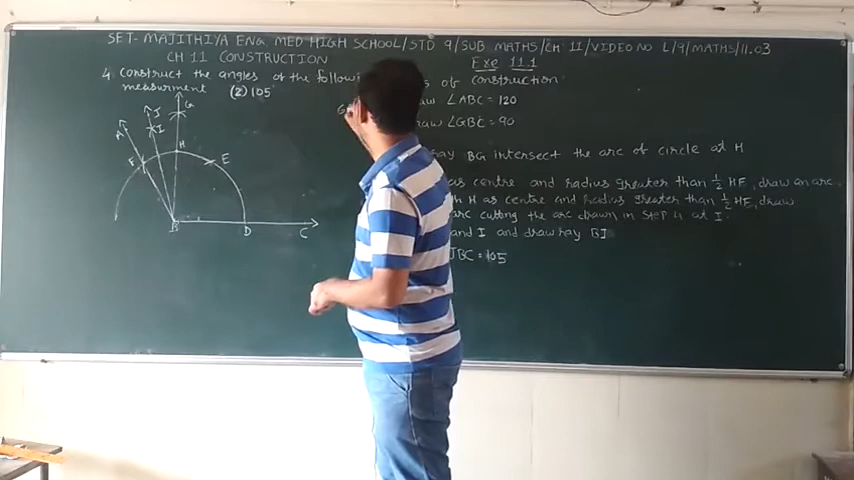 SET-MAJITHIYA ENG MED HIGH SCHOOL/STD 9/SUB MATHS/CH 11/VIDEO NO L/9/MATHS/11.03
CH 11 CONSTRUCTION
Exe 11.1
4 Construct the angles of the of construction
measurment (2) 105°
∠ABC = 120
∠GBC = 90
BG intersect the arc of circle at H
as centre and radius greater than 1/2 HF, draw an arc.
H as centre and radius greater than 1/2 HF, draw
arc cutting the arc drawn in step 4 at I.
and I and draw ray BI
JBC = 105
A
J
G
I
F
H
E
B
D
C